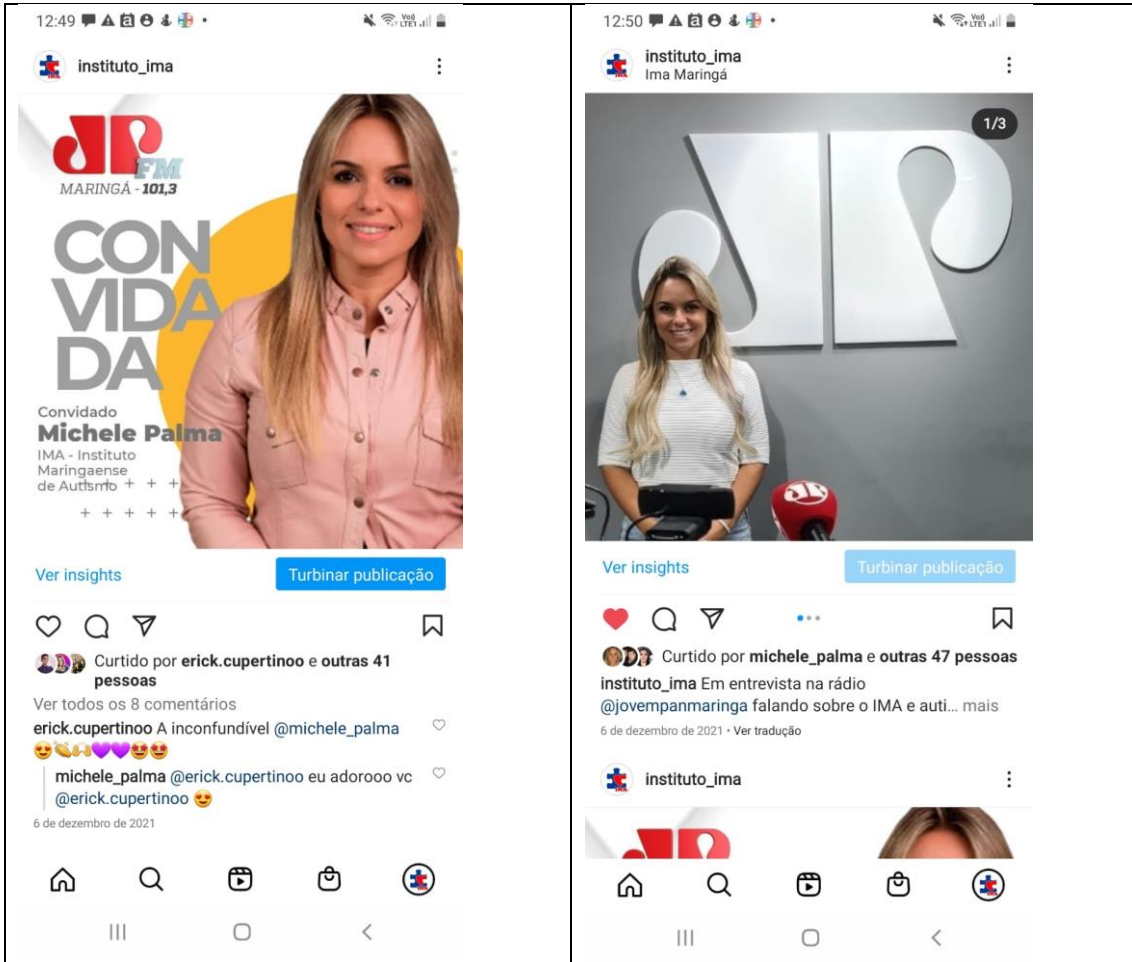 12:49
instituto_ima
JP
FM
MARINGÁ - 101,3
CON
VIDA
DA
Convidado
Michele Palma
IMA - Instituto
Maringaense
de Autismo
Ver insights
Turbinar publicação
Curtido por erick.cupertinoo e outras 41
pessoas
Ver todos os 8 comentários
erick.cupertinoo A inconfundível @michele_palma
😍👏🙌💜💜🤩🤩
michele_palma @erick.cupertinoo eu adorooo vc
@erick.cupertinoo 😍
6 de dezembro de 2021
12:50
instituto_ima
Ima Maringá
1/3
JP
JP
Ver insights
Turbinar publicação
Curtido por michele_palma e outras 47 pessoas
instituto_ima Em entrevista na rádio
@jovempanmaringa falando sobre o IMA e auti... mais
6 de dezembro de 2021 • Ver tradução
instituto_ima
JP